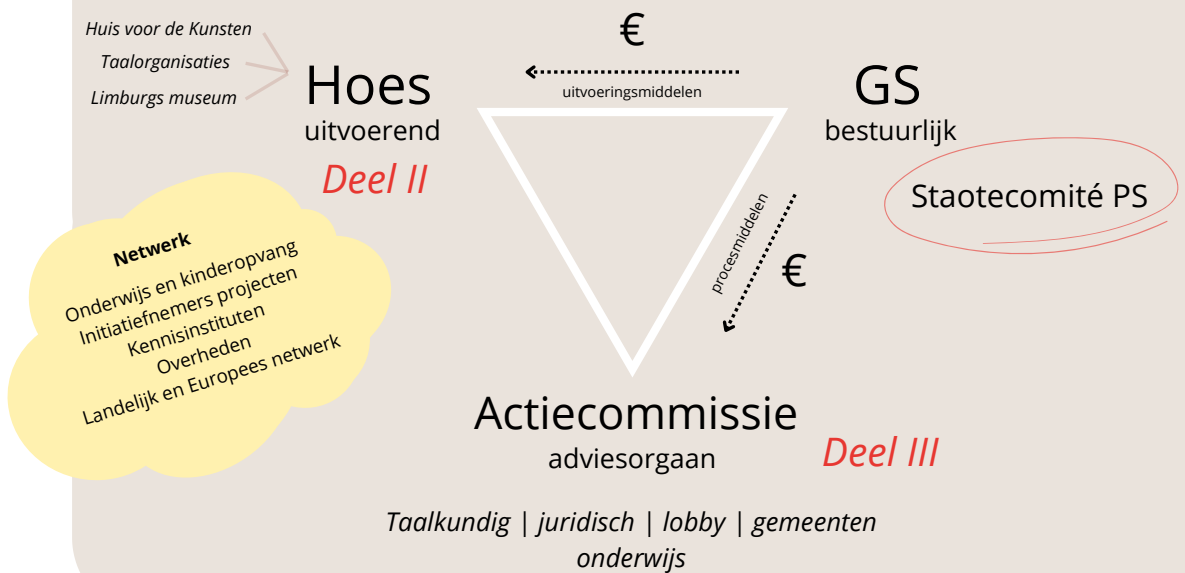 Huis voor de Kunsten
Taalorganisaties
Limburgs museum
Hoes
uitvoerend
Deel II
€
uitvoeringsmiddelen
GS
bestuurlijk
Staotecomité PS
procesmiddelen
€
Netwerk
Onderwijs en kinderopvang
Initiatiefnemers projecten
Kennisinstituten
Overheden
Landelijk en Europees netwerk
Actiecommissie
adviesorgaan
Deel III
Taalkundig | juridisch | lobby | gemeenten
onderwijs